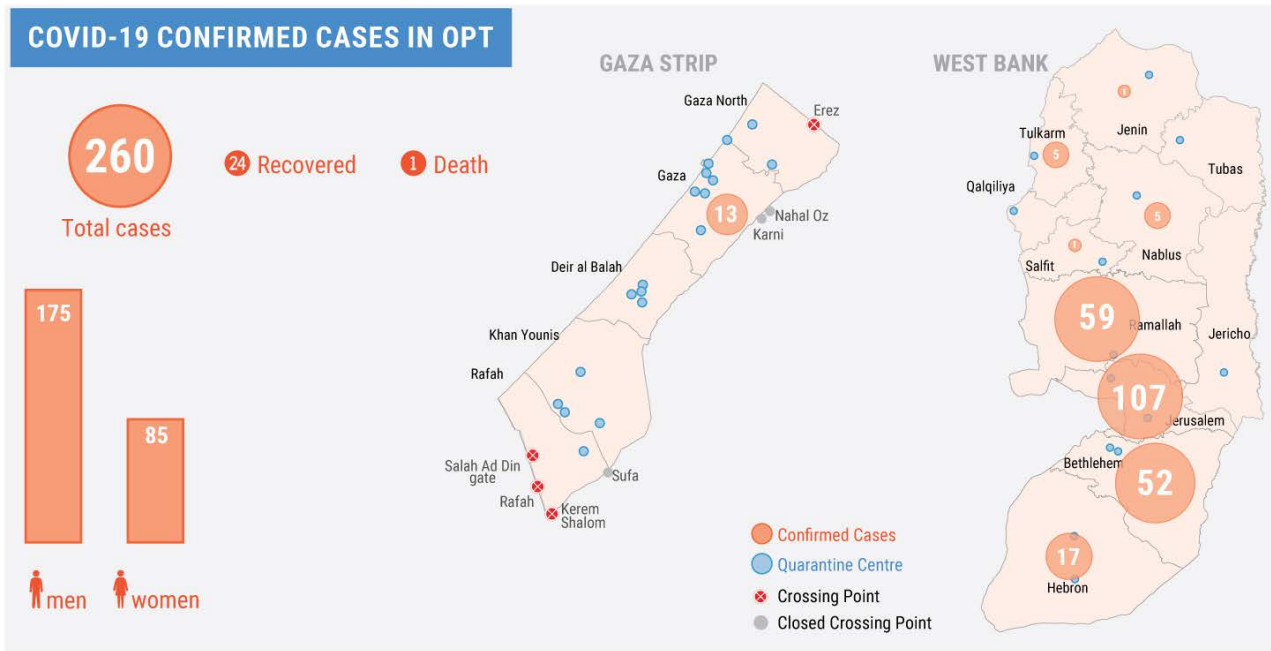 COVID-19 CONFIRMED CASES IN OPT
260
Total cases
24 Recovered
1 Death
175
85
men
women
GAZA STRIP
Gaza North
Erez
Gaza
13
Nahal Oz
Karni
Deir al Balah
Khan Younis
Rafah
Salah Ad Din
gate
Rafah
Kerem
Shalom
Sufa
WEST BANK
1
Jenin
Tulkarm
5
Tubas
Qalqiliya
5
Nablus
1
Salfit
59
Ramallah
Jericho
107
Jerusalem
Bethlehem
52
17
Hebron
Confirmed Cases
Quarantine Centre
Crossing Point
Closed Crossing Point